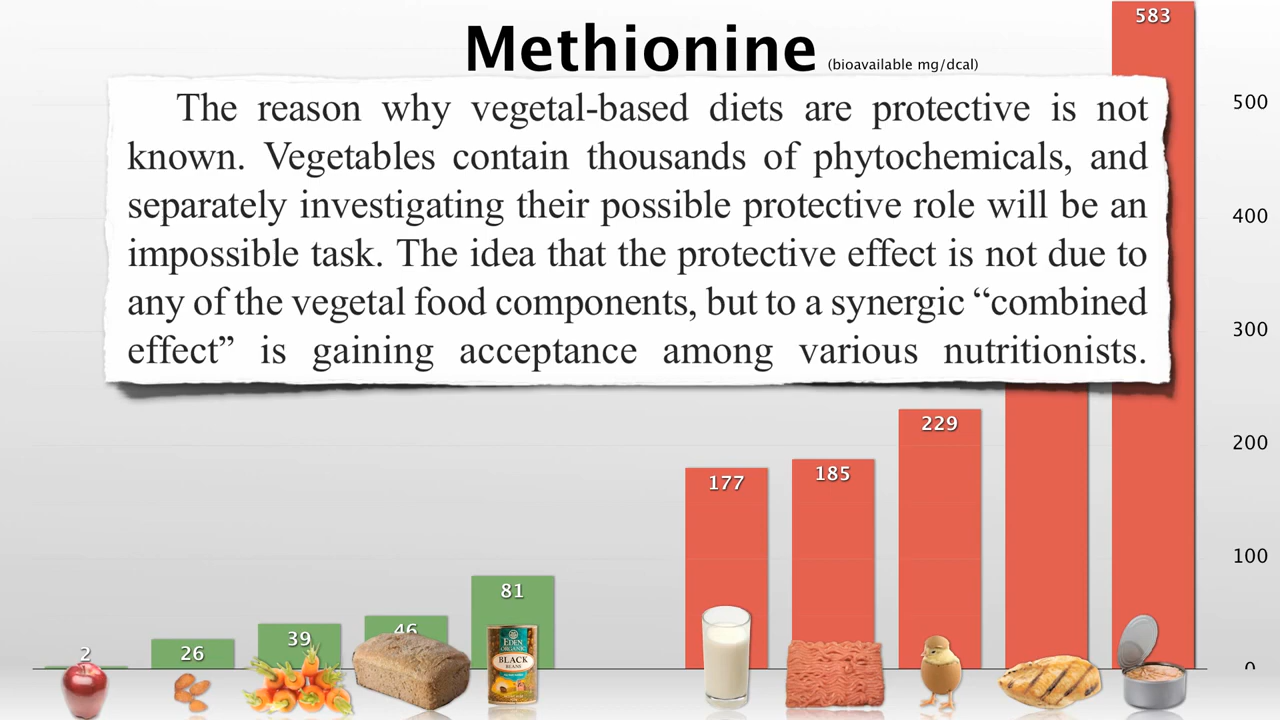 Methionine (bioavailable mg/dcal)
583
The reason why vegetal-based diets are protective is not
known. Vegetables contain thousands of phytochemicals, and
separately investigating their possible protective role will be an
impossible task. The idea that the protective effect is not due to
any of the vegetal food components, but to a synergic “combined
effect” is gaining acceptance among various nutritionists.
500
400
300
200
100
0
2
26
39
46
81
177
185
229
EDEN
ORGANIC
BLACK
BEANS